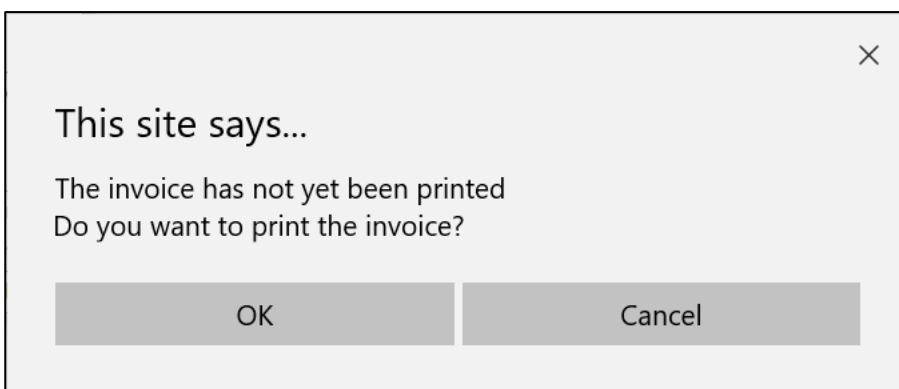 This site says...
The invoice has not yet been printed
Do you want to print the invoice?
OK
Cancel